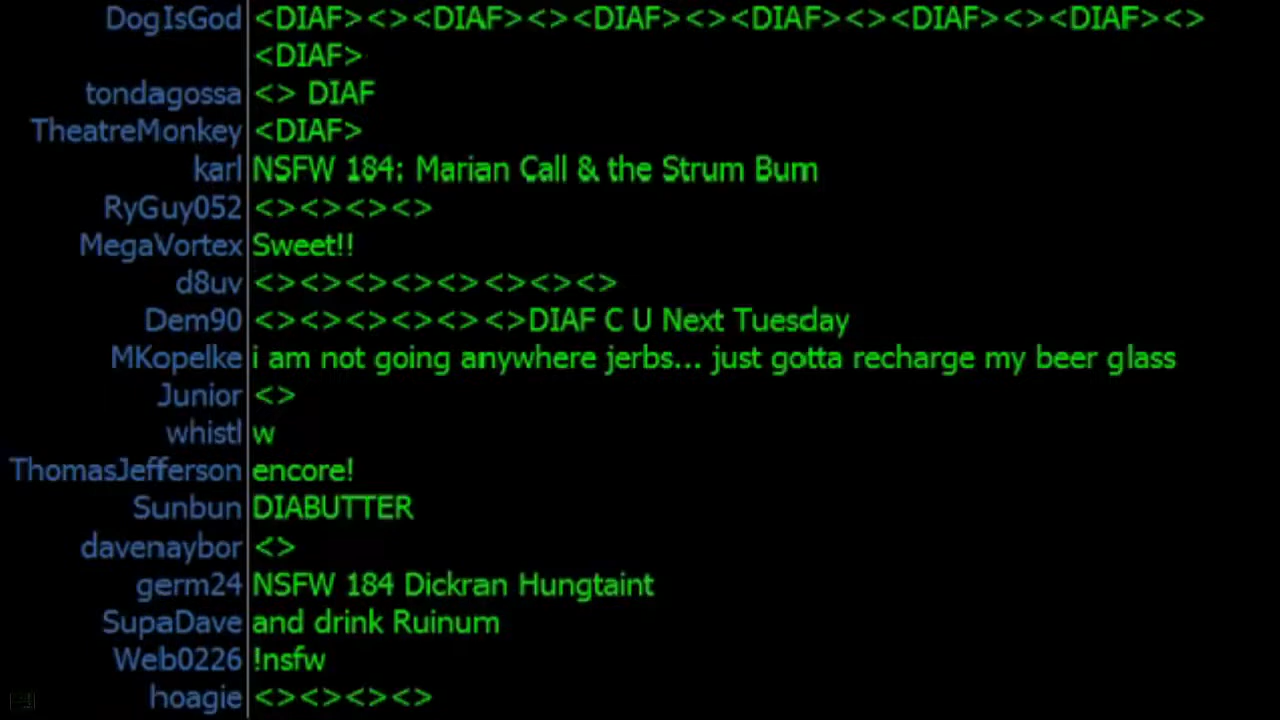 DogIsGod <DIAF><><DIAF><><DIAF><><DIAF><><DIAF><><DIAF><>
<DIAF>
tondagossa <> DIAF
TheatreMonkey <DIAF>
karl NSFW 184: Marian Call & the Strum Bum
RyGuy052 <><><><>
MegaVortex Sweet!!
d8uv <><><><><><><><>
Dem90 <><><><><><>DIAF C U Next Tuesday
MKopelke i am not going anywhere jerbs... just gotta recharge my beer glass
Junior <>
whistl w
ThomasJefferson encore!
Sunbun DIABUTTER
davenaybor <>
germ24 NSFW 184 Dickran Hungtaint
SupaDave and drink Ruinum
Web0226 !nsfw
hoagie <><><><>